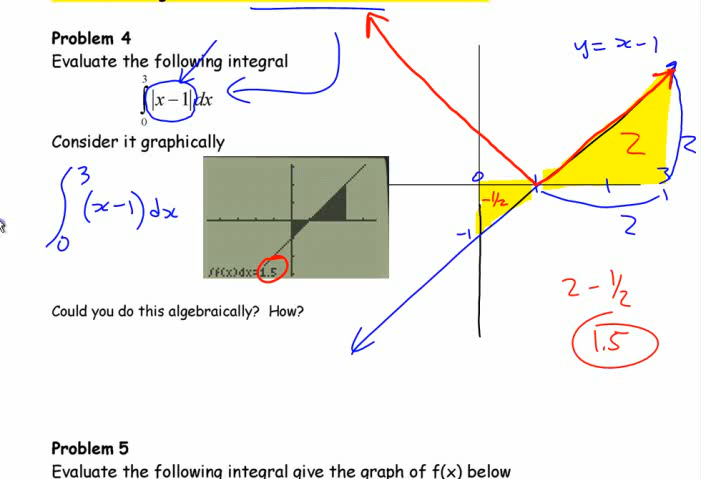 Problem 4
Evaluate the following integral
∫₀³ |x − 1| dx
Consider it graphically
∫₀³ (x-1) dx
∫f(x)dx=1.5
y = x - 1
2
2
0
1
3
1
-1/2
-1
2
2 - 1/2
1.5
Could you do this algebraically? How?
Problem 5
Evaluate the following integral give the graph of f(x) below